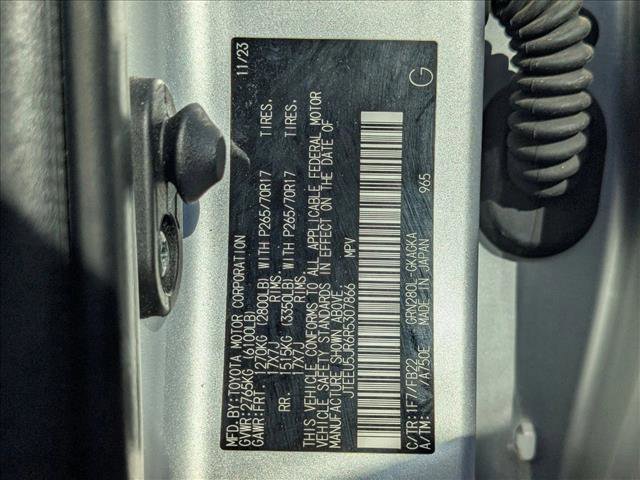 MFD.BY:TOYOTA MOTOR CORPORATION 11/23
GVWR:2765KG (6100LB)
GAWR:FRT. 1270KG (2800LB) WITH P265/70R17 TIRES.
17X7J RIMS.
RR. 1515KG (3350LB) WITH P265/70R17 TIRES.
17X7J RIMS.
THIS VEHICLE CONFORMS TO ALL APPLICABLE FEDERAL MOTOR
VEHICLE SAFETY STANDARDS IN EFFECT ON THE DATE OF
MANUFACTURE SHOWN ABOVE.
JTEEU5JR6R5307866 MPV
C/TR:1F7/FB22 GRN280L-GKAGKA
A/TM: /A750E MADE IN JAPAN 965
G